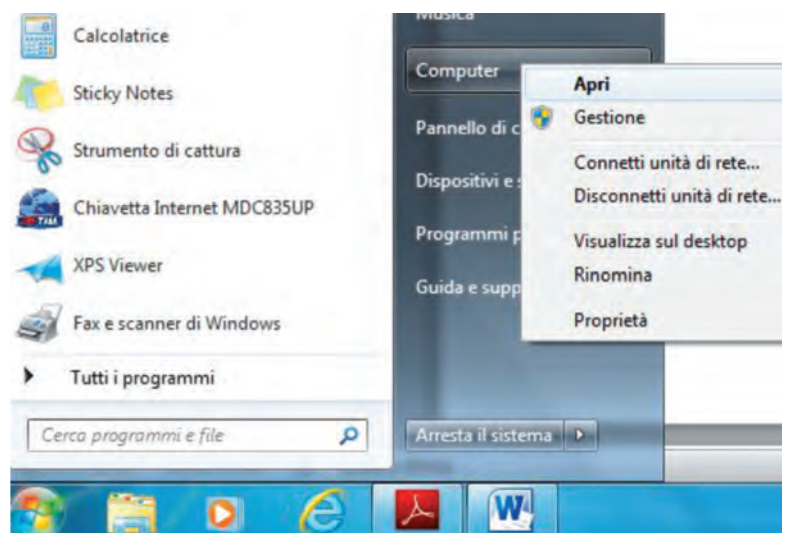 Musica
Calcolatrice
Sticky Notes
Strumento di cattura
Chiavetta Internet MDC835UP
TIM
XPS Viewer
Fax e scanner di Windows
Tutti i programmi
Cerca programmi e file
Computer
Pannello di c
Dispositivi e s
Programmi p
Guida e supp
Arresta il sistema
Apri
Gestione
Connetti unità di rete...
Disconnetti unità di rete...
Visualizza sul desktop
Rinomina
Proprietà
W